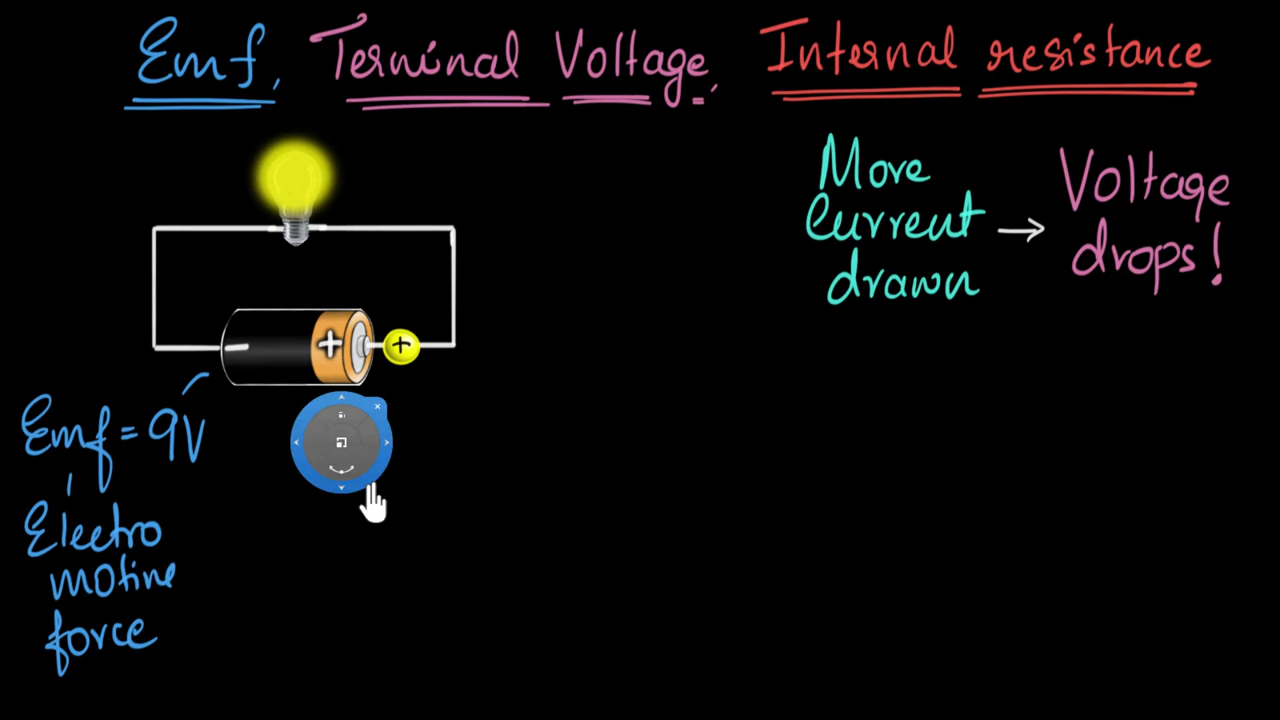 Emf, Terminal Voltage, Internal resistance
More
Current
drawn
→ Voltage
drops!
+
+
Emf = 9V
Electro
motive
force